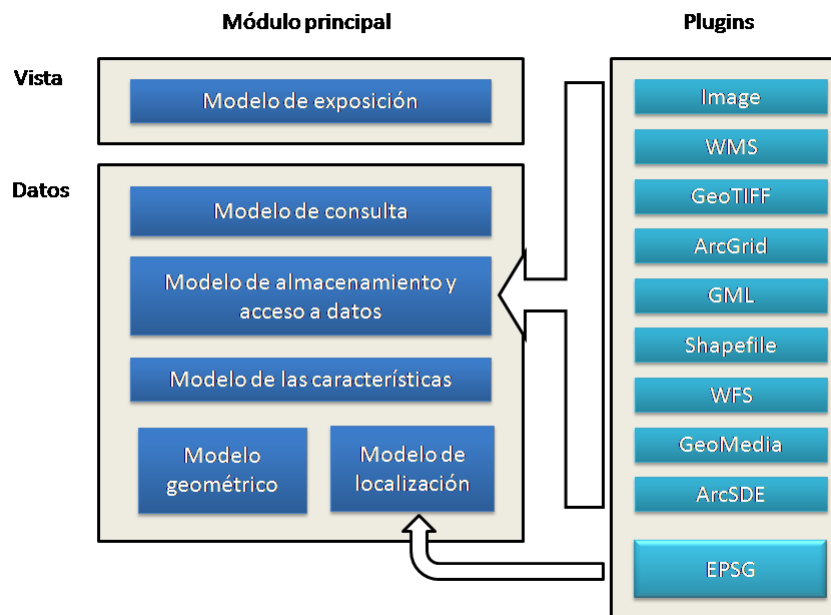 Módulo principal
Plugins
Vista
Modelo de exposición
Datos
Modelo de consulta
Modelo de almacenamiento y
acceso a datos
Modelo de las características
Modelo
geométrico
Modelo de
localización
Image
WMS
GeoTIFF
ArcGrid
GML
Shapefile
WFS
GeoMedia
ArcSDE
EPSG